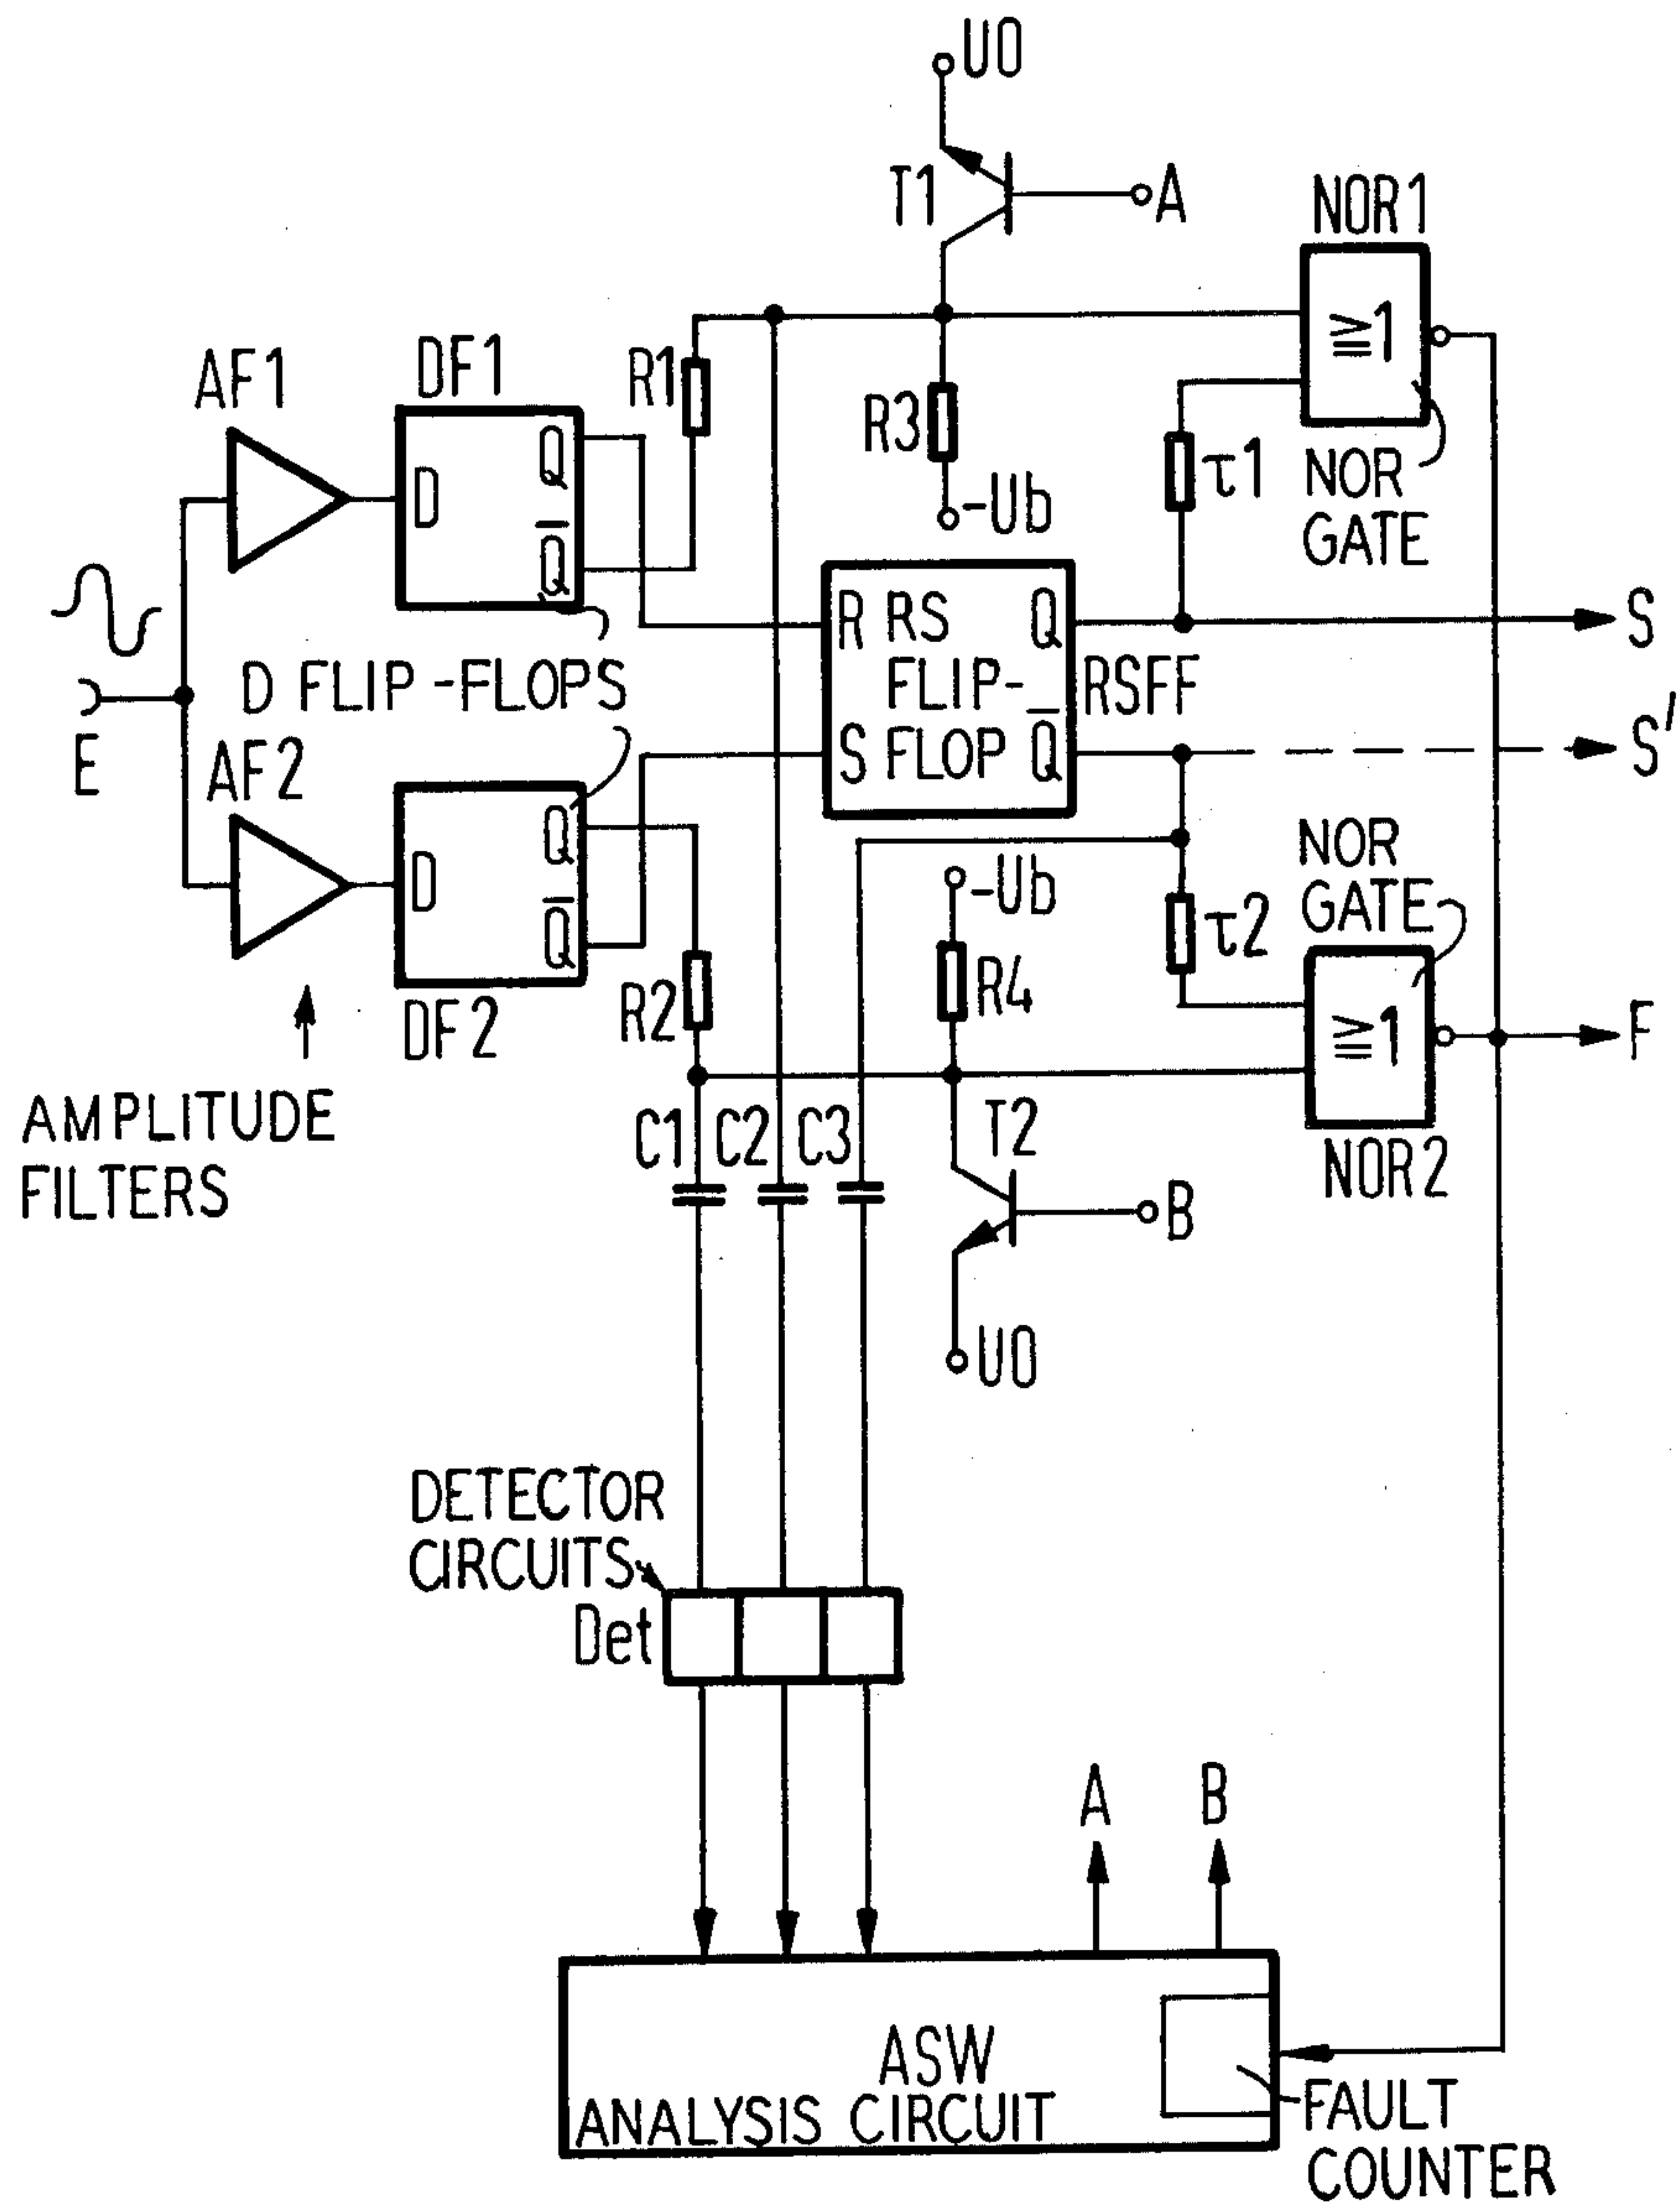 U0
T1
A
NOR1
≧1
AF1
DF1
R1
R3
D
Q
Q̅
τ1
NOR
GATE
-Ub
R RS Q
FLIP-
S FLOP Q̅
RSFF
S
S'
D FLIP-FLOPS
E
AF2
D
Q
Q̅
DF2
R2
-Ub
R4
τ2
NOR
GATE
≧1
NOR2
F
AMPLITUDE
FILTERS
C1
C2
C3
T2
B
U0
DETECTOR
CIRCUITS
Det
A
B
ASW
ANALYSIS CIRCUIT
FAULT
COUNTER